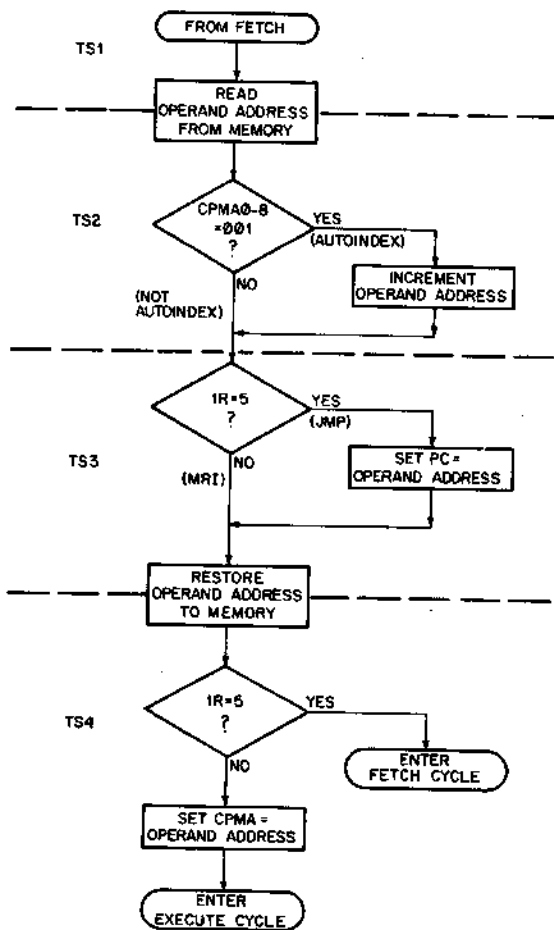 FROM FETCH
TS1
READ
OPERAND ADDRESS
FROM MEMORY
TS2
CPMA0-8
=001
?
YES
(AUTOINDEX)
INCREMENT
OPERAND ADDRESS
NO
(NOT
AUTOINDEX)
IR=5
?
YES
(JMP)
SET PC=
OPERAND ADDRESS
TS3
NO
(MRI)
RESTORE
OPERAND ADDRESS
TO MEMORY
TS4
IR=5
?
YES
ENTER
FETCH CYCLE
NO
SET CPMA=
OPERAND ADDRESS
ENTER
EXECUTE CYCLE